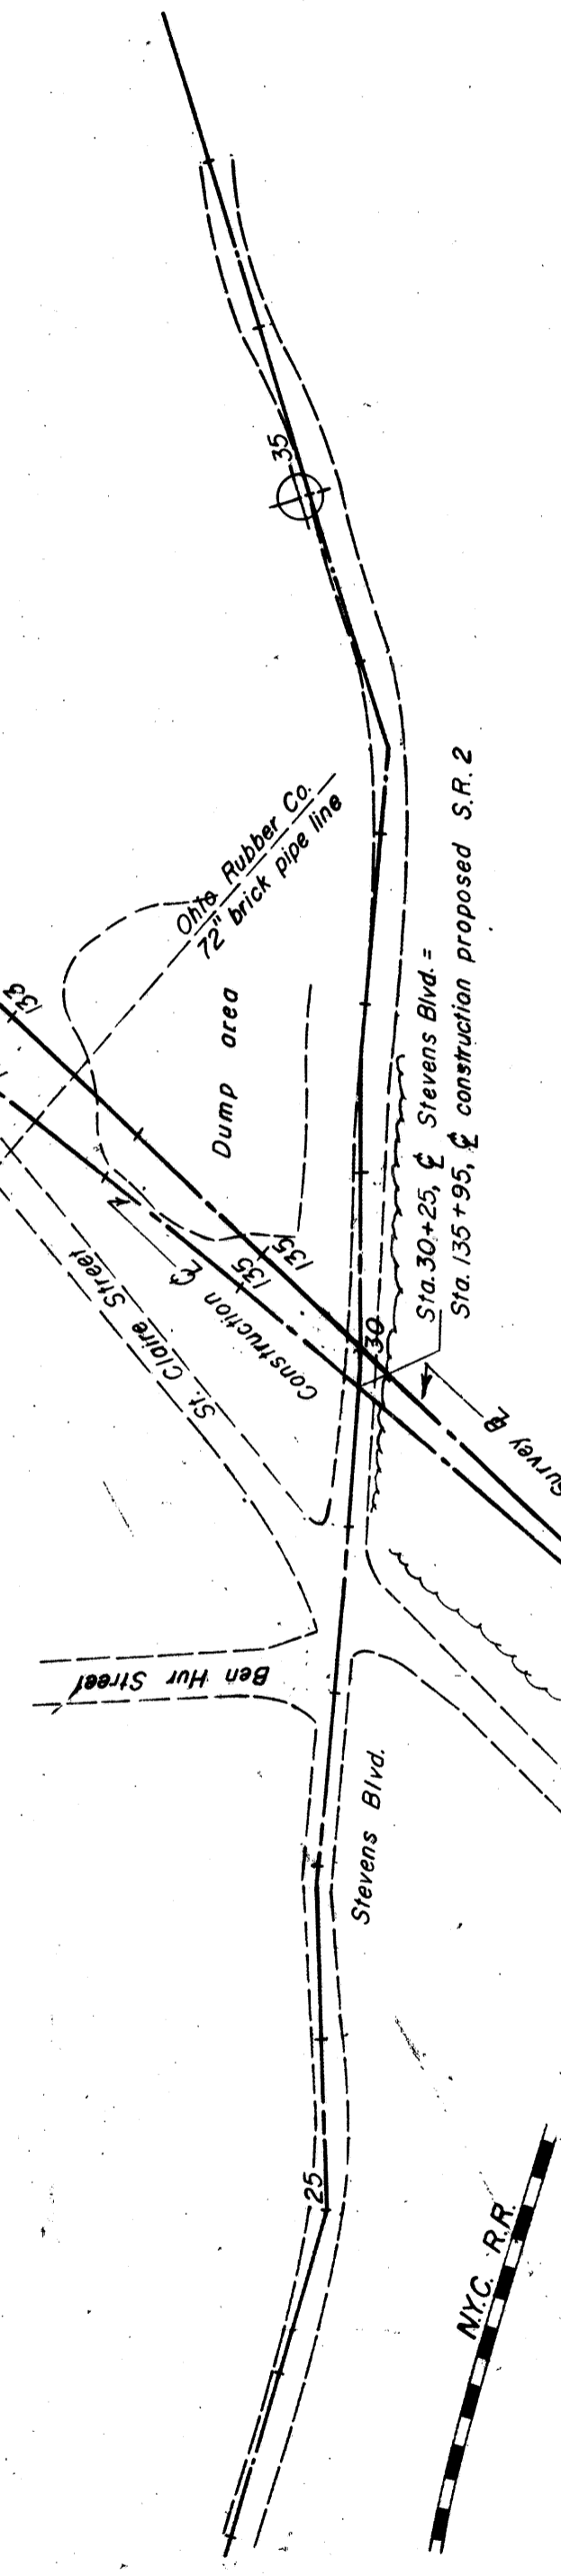 35
Ohio Rubber Co.
72" brick pipe line
133
Dump area
St. Claire Street
135
135
Construction ℄
30
Sta. 30+25, ℄ Stevens Blvd. =
Sta. 135+95, ℄ construction proposed S.R. 2
Survey
Ben Hur Street
Stevens Blvd.
25
N.Y.C. R.R.